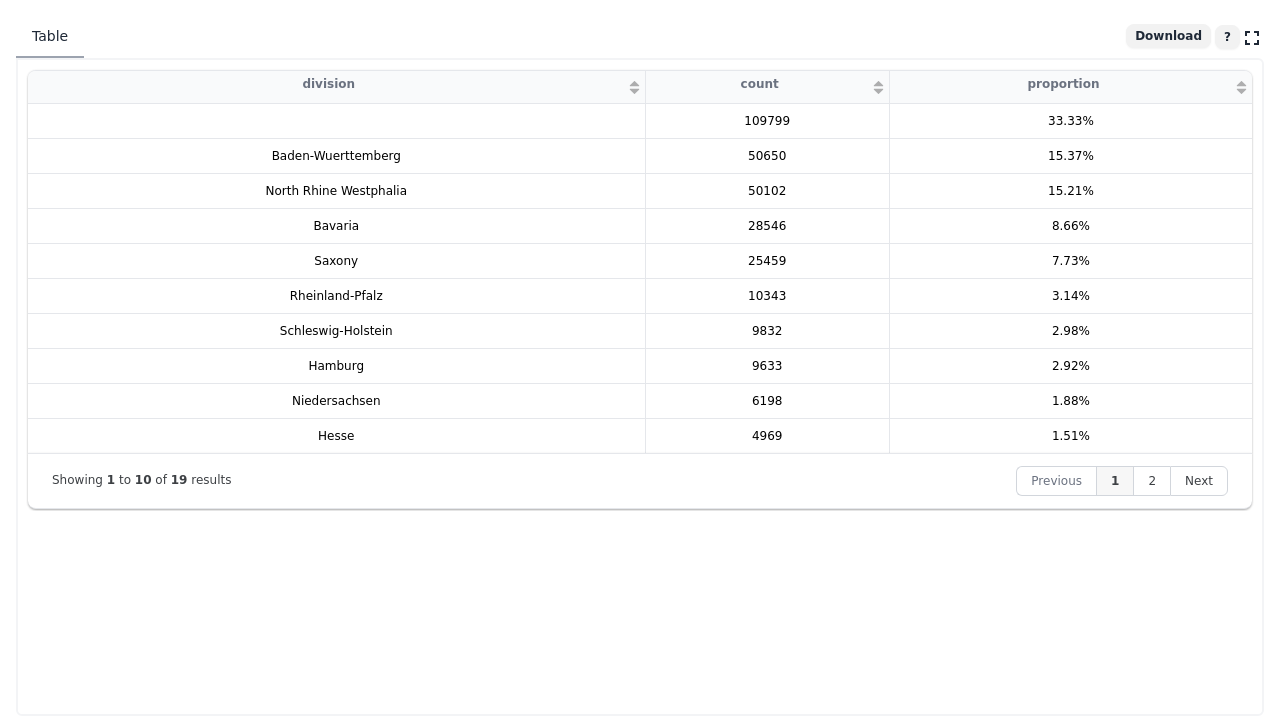 Table
Download ?
division count proportion
109799 33.33%
Baden-Wuerttemberg 50650 15.37%
North Rhine Westphalia 50102 15.21%
Bavaria 28546 8.66%
Saxony 25459 7.73%
Rheinland-Pfalz 10343 3.14%
Schleswig-Holstein 9832 2.98%
Hamburg 9633 2.92%
Niedersachsen 6198 1.88%
Hesse 4969 1.51%
Showing 1 to 10 of 19 results
Previous 1 2 Next